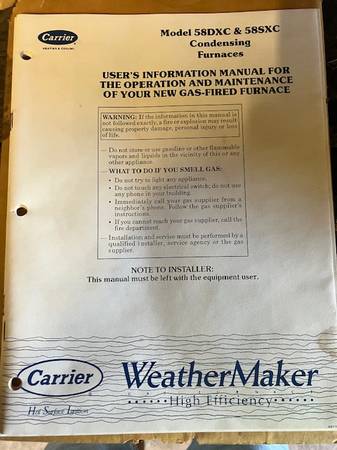 Carrier
HEATING & COOLING
Model 58DXC & 58SXC
Condensing
Furnaces
USER'S INFORMATION MANUAL FOR
THE OPERATION AND MAINTENANCE
OF YOUR NEW GAS-FIRED FURNACE
WARNING: If the information in this manual is
not followed exactly, a fire or explosion may result
causing property damage, personal injury or loss
of life.
— Do not store or use gasoline or other flammable
vapors and liquids in the vicinity of this or any
other appliance.
— WHAT TO DO IF YOU SMELL GAS:
• Do not try to light any appliance.
• Do not touch any electrical switch; do not use
any phone in your building.
• Immediately call your gas supplier from a
neighbor's phone. Follow the gas supplier's
instructions.
• If you cannot reach your gas supplier, call the
fire department.
— Installation and service must be performed by a
qualified installer, service agency or the gas
supplier.
NOTE TO INSTALLER:
This manual must be left with the equipment user.
Carrier
WeatherMaker
High Efficiency
Hot Surface Ignition